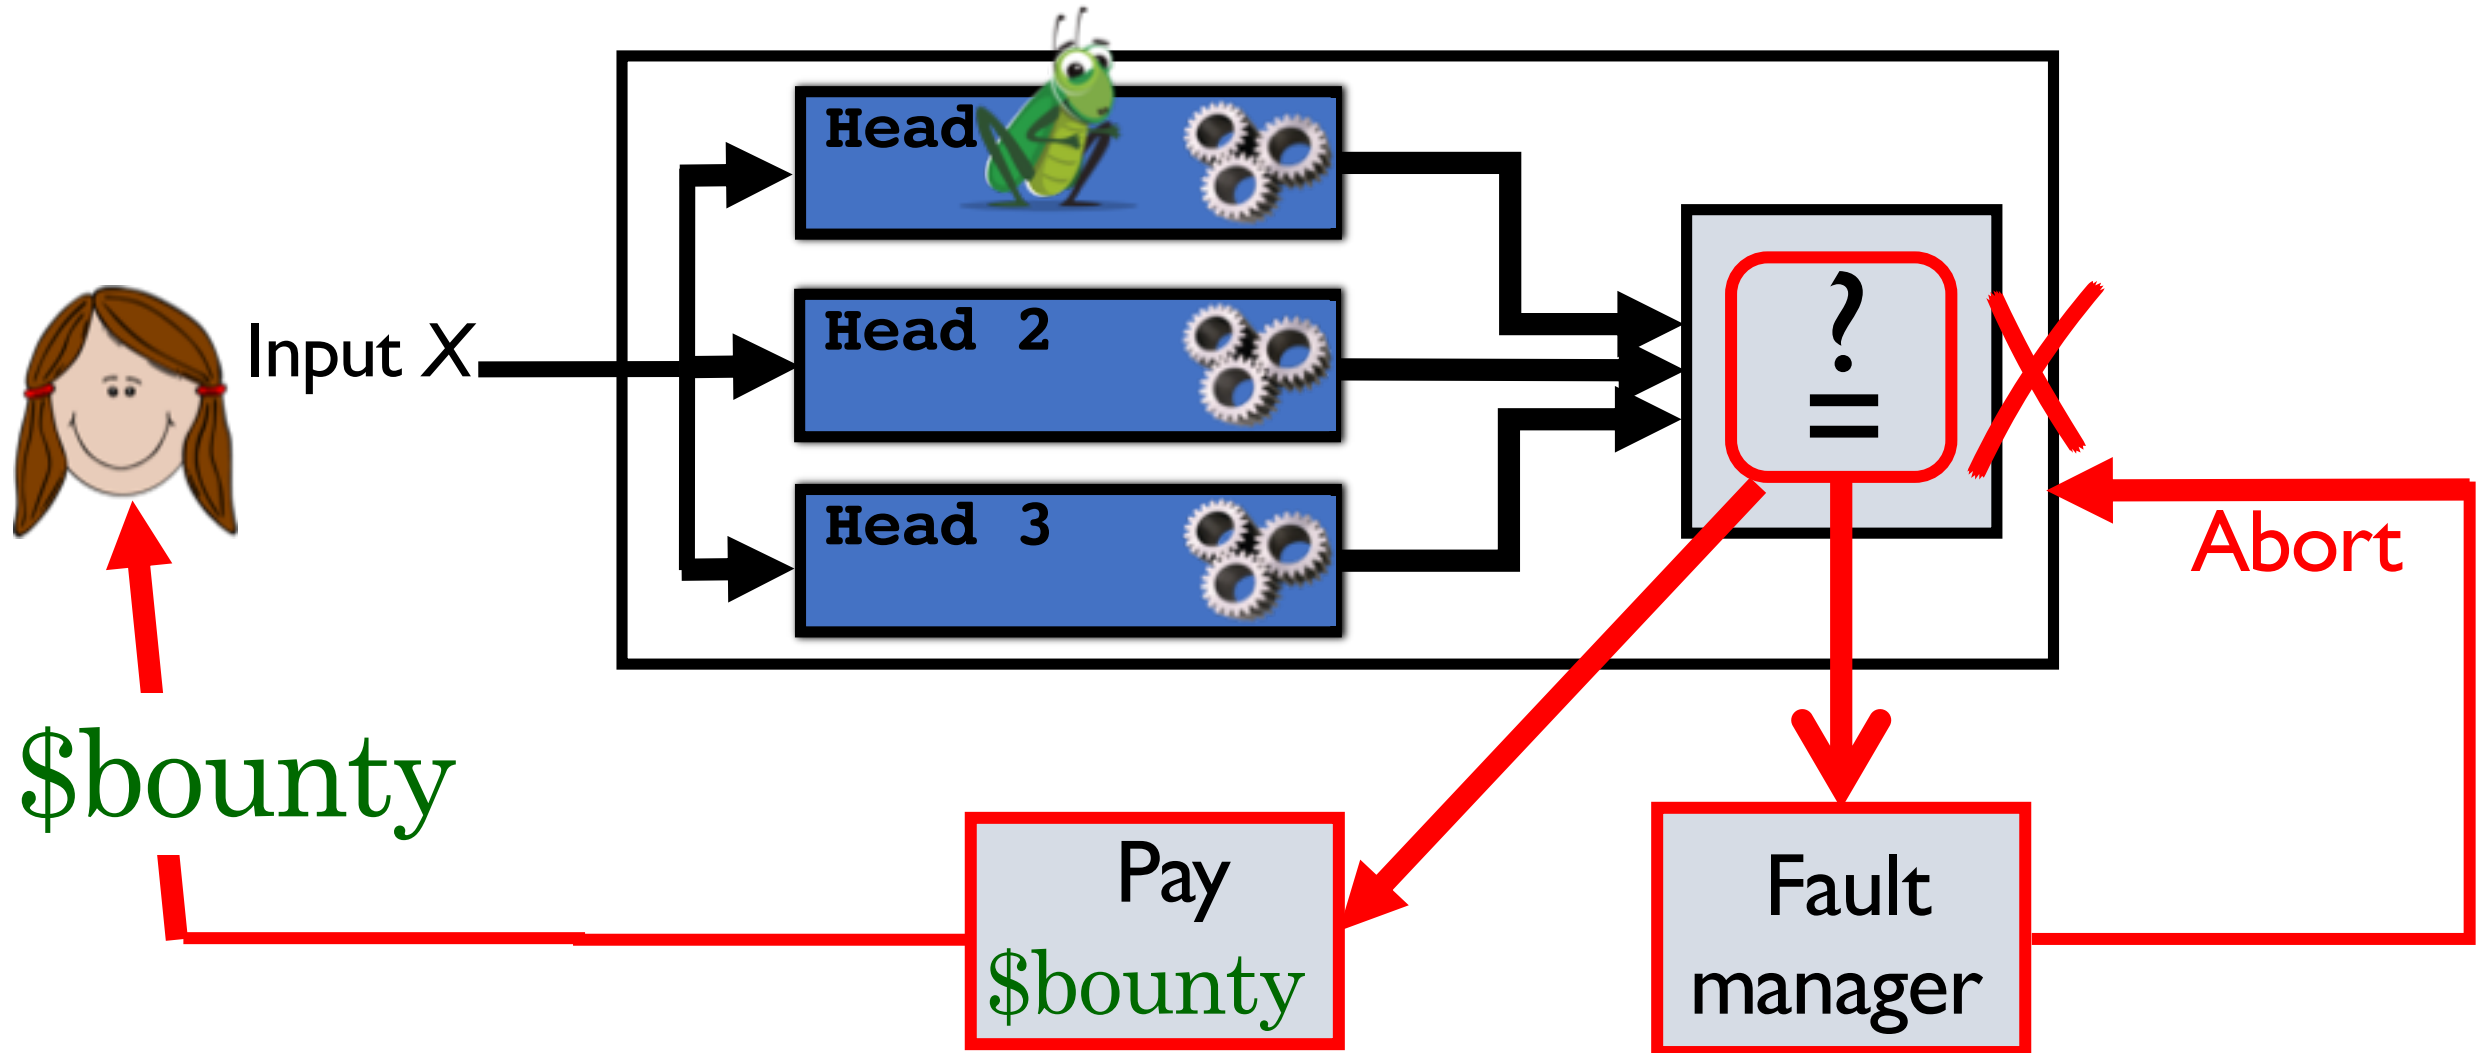 Head
Input X
Head 2
?
=
Head 3
Abort
$bounty
Pay
$bounty
Fault
manager